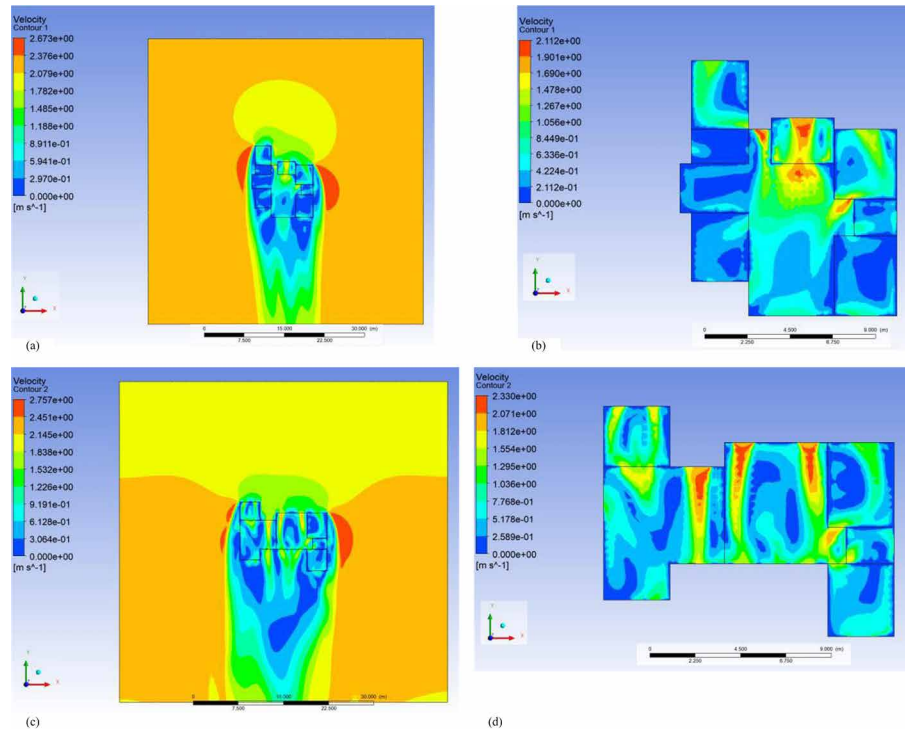 Velocity
Contour 1
2.673e+00
2.376e+00
2.079e+00
1.782e+00
1.485e+00
1.188e+00
8.911e-01
5.941e-01
2.970e-01
0.000e+00
[m s^-1]
Y
X
0
15.000
30.000 (m)
7.500
22.500
(a)
Velocity
Contour 1
2.112e+00
1.901e+00
1.690e+00
1.478e+00
1.267e+00
1.056e+00
8.449e-01
6.336e-01
4.224e-01
2.112e-01
0.000e+00
[m s^-1]
Y
X
0
4.500
9.000 (m)
2.250
6.750
(b)
Velocity
Contour 2
2.757e+00
2.451e+00
2.145e+00
1.838e+00
1.532e+00
1.226e+00
9.191e-01
6.128e-01
3.064e-01
0.000e+00
[m s^-1]
Y
X
0
15.000
30.000 (m)
7.500
22.500
(c)
Velocity
Contour 2
2.330e+00
2.071e+00
1.812e+00
1.554e+00
1.295e+00
1.036e+00
7.768e-01
5.178e-01
2.589e-01
0.000e+00
[m s^-1]
Y
X
0
4.500
9.000 (m)
2.250
6.750
(d)